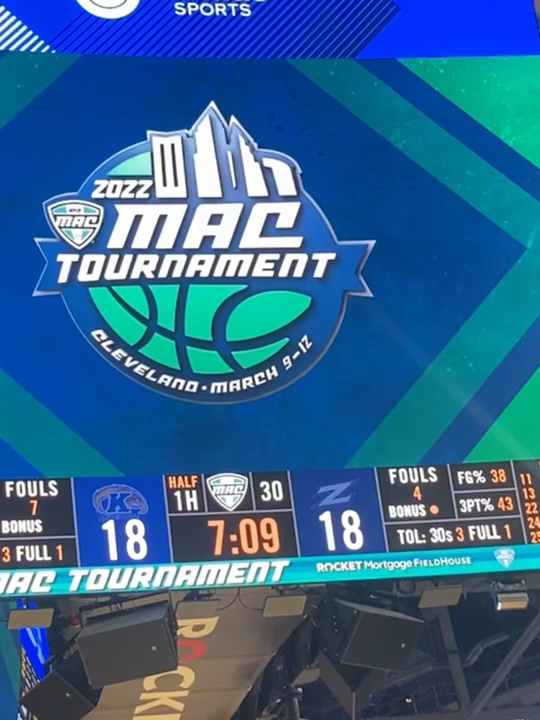 SPORTS
2022
MAC
MAC
TOURNAMENT
CLEVELAND • MARCH 9-12
FOULS
7
BONUS
3 FULL 1
K
18
HALF
1H
MAC
30
7:09
Z
18
FOULS
4
BONUS
TOL: 30s 3 FULL 1
FG% 38
3PT% 43
11
13
22
24
MAC TOURNAMENT
ROCKET Mortgage FIELDHOUSE
ROCKE